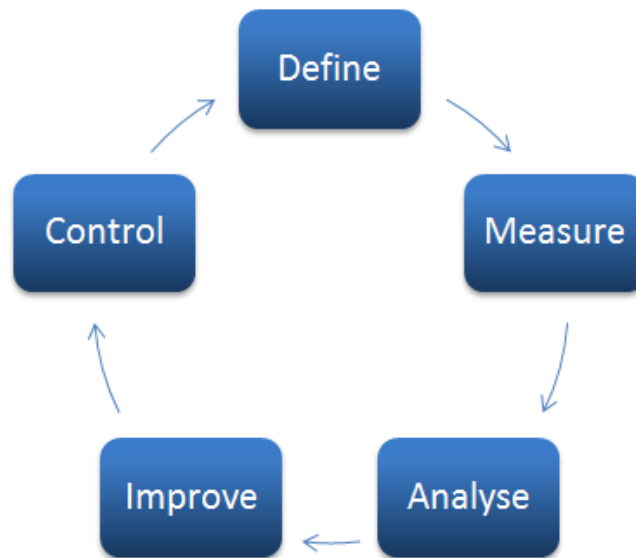 Define
Measure
Analyse
Improve
Control